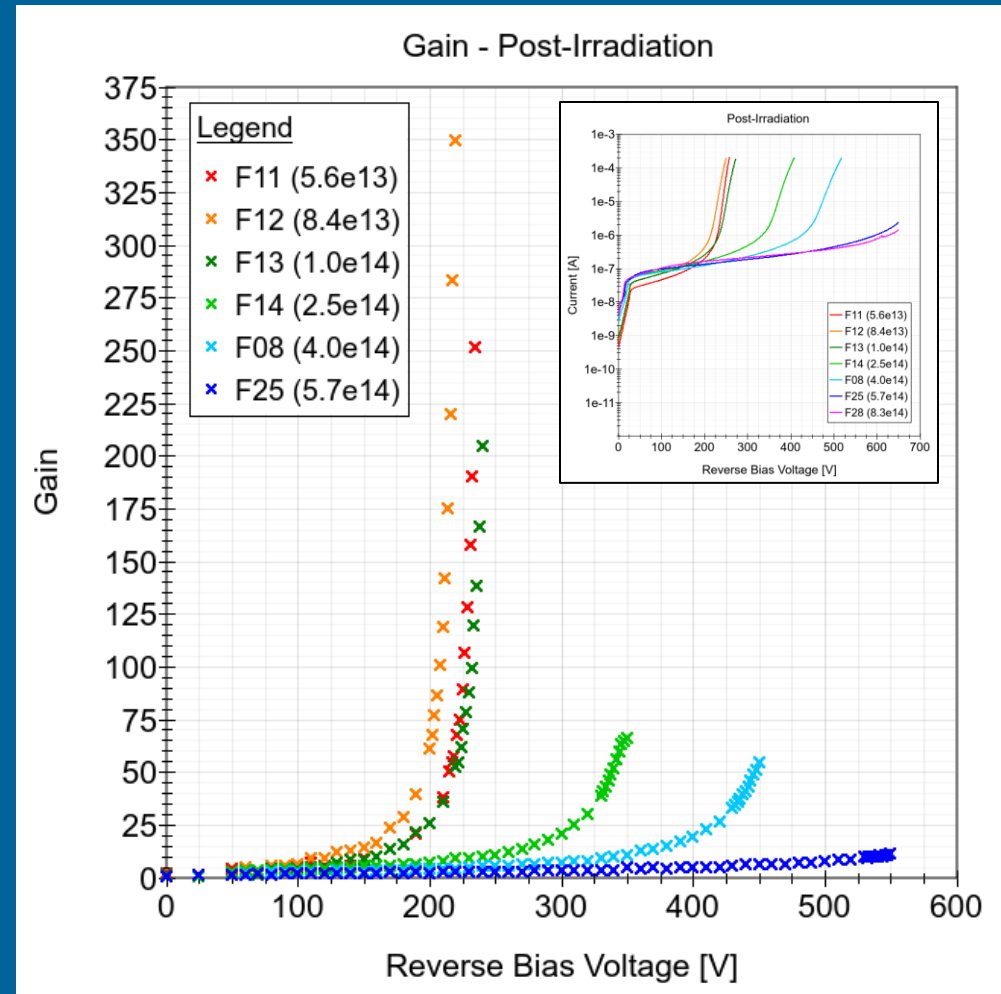 Gain - Post-Irradiation
375
350
325
300
275
250
225
200
175
150
125
100
75
50
25
0
Gain
Legend
F11 (5.6e13)
F12 (8.4e13)
F13 (1.0e14)
F14 (2.5e14)
F08 (4.0e14)
F25 (5.7e14)
Post-Irradiation
1e-3
1e-4
1e-5
1e-6
1e-7
1e-8
1e-9
1e-10
1e-11
Current [A]
F11 (5.6e13)
F12 (8.4e13)
F13 (1.0e14)
F14 (2.5e14)
F08 (4.0e14)
F25 (5.7e14)
F28 (8.3e14)
0 100 200 300 400 500 600 700
Reverse Bias Voltage [V]
0 100 200 300 400 500 600
Reverse Bias Voltage [V]